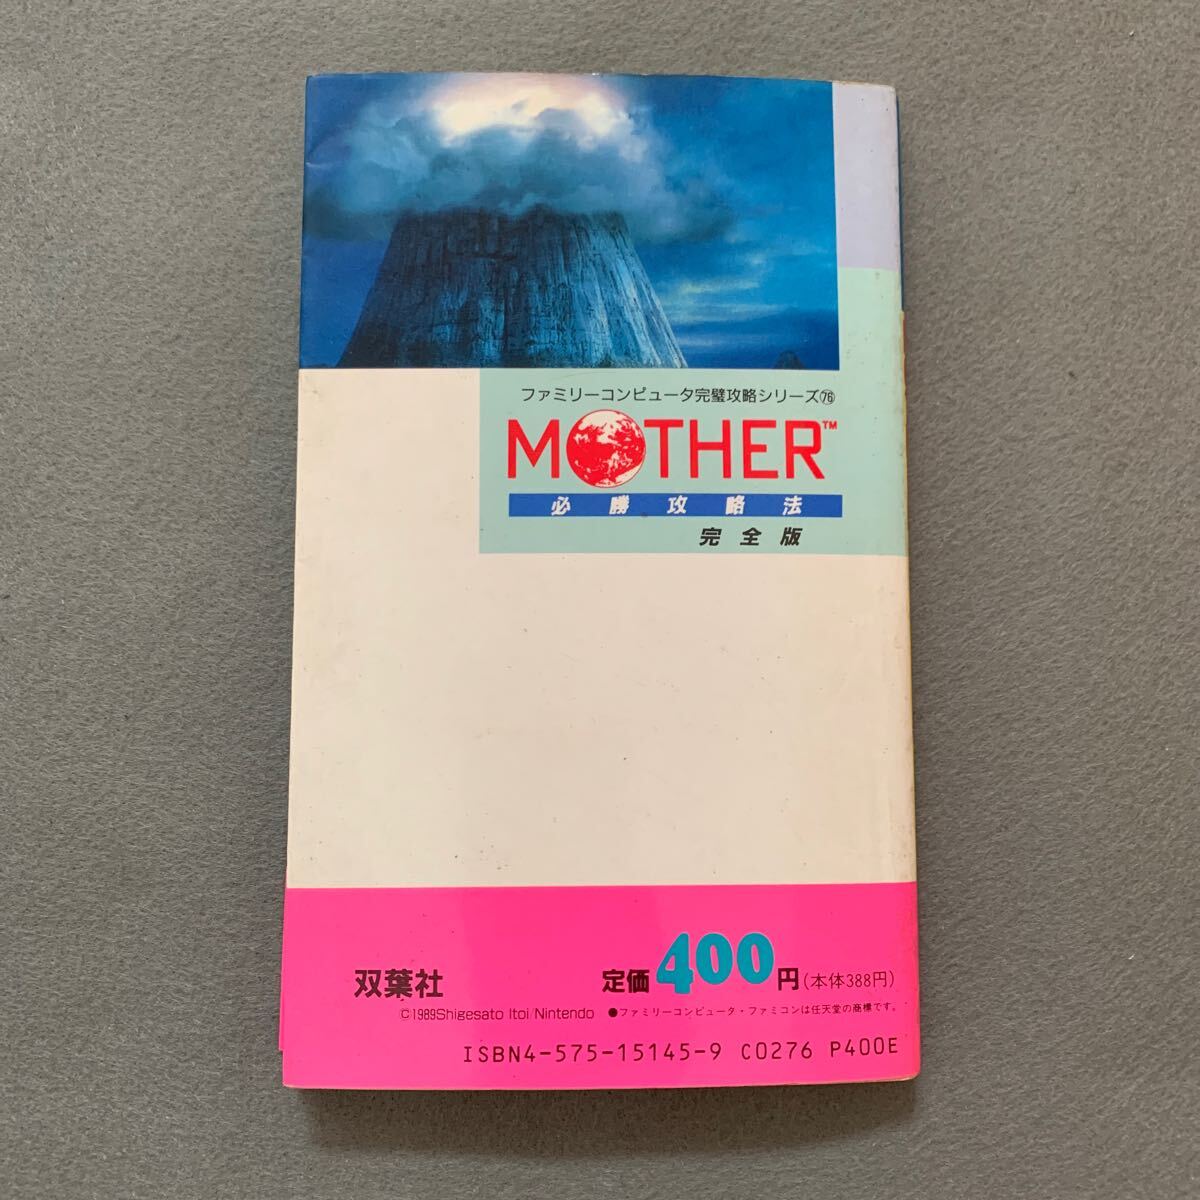 ファミリーコンピュータ完璧攻略シリーズ㊆
MOTHER™
必勝攻略法
完全版
双葉社
定価400円(本体388円)
©1989Shigesato Itoi Nintendo ●ファミリーコンピュータ・ファミコンは任天堂の商標です。
ISBN4-575-15145-9 C0276 P400E